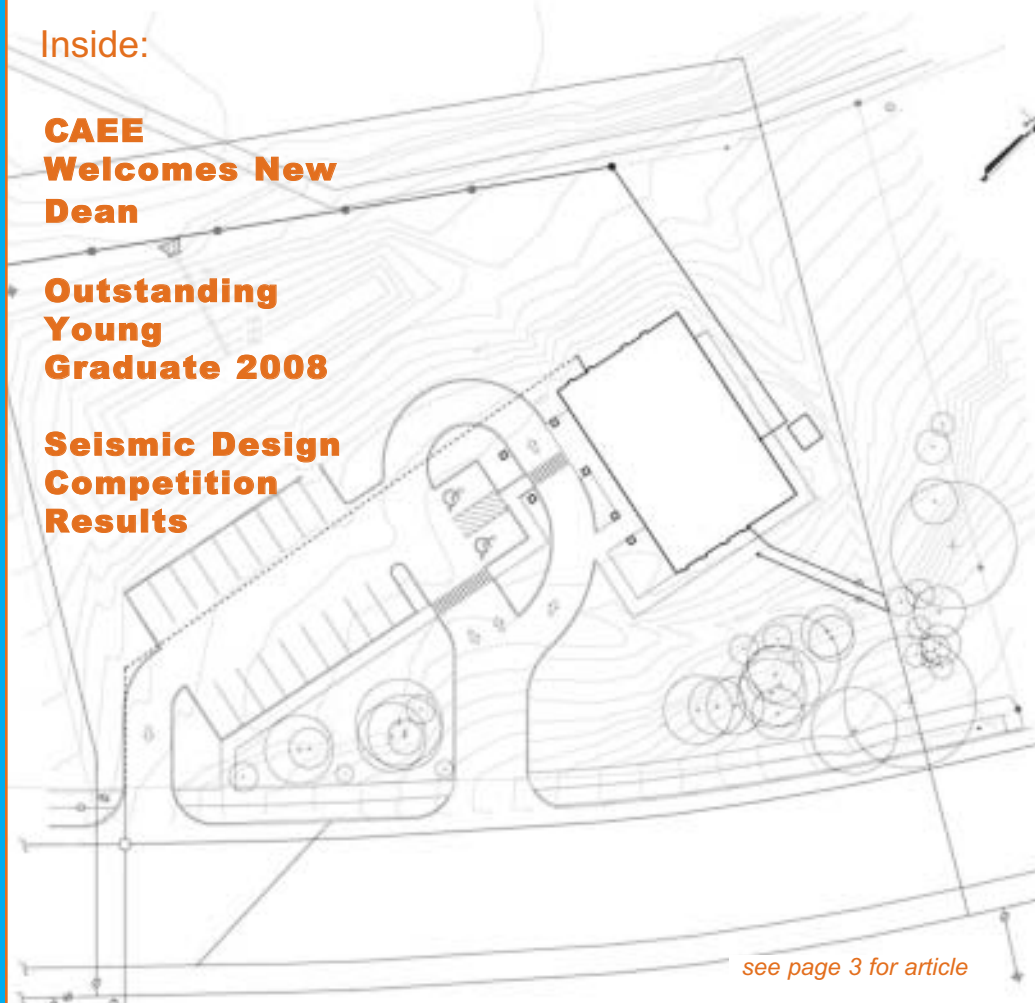 Inside:
CAEE
Welcomes New
Dean
Outstanding
Young
Graduate 2008
Seismic Design
Competition
Results
see page 3 for article